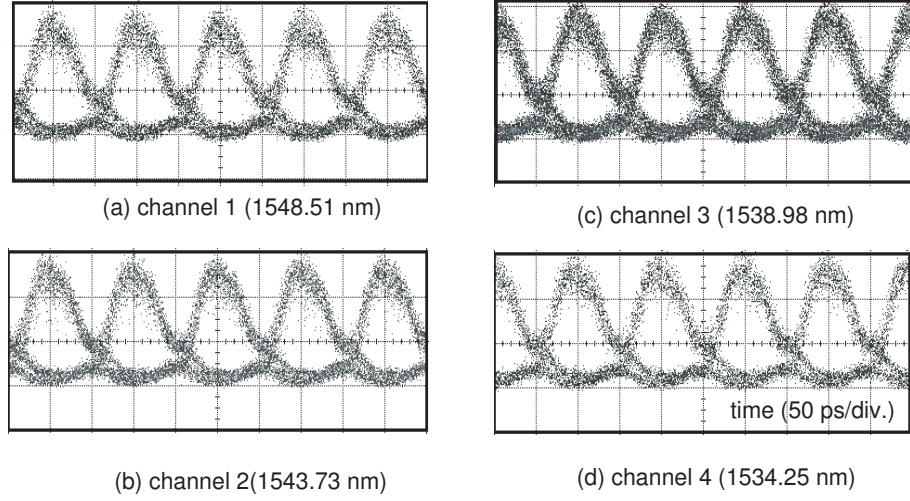 (a) channel 1 (1548.51 nm)
(c) channel 3 (1538.98 nm)
time (50 ps/div.)
(b) channel 2(1543.73 nm)
(d) channel 4 (1534.25 nm)